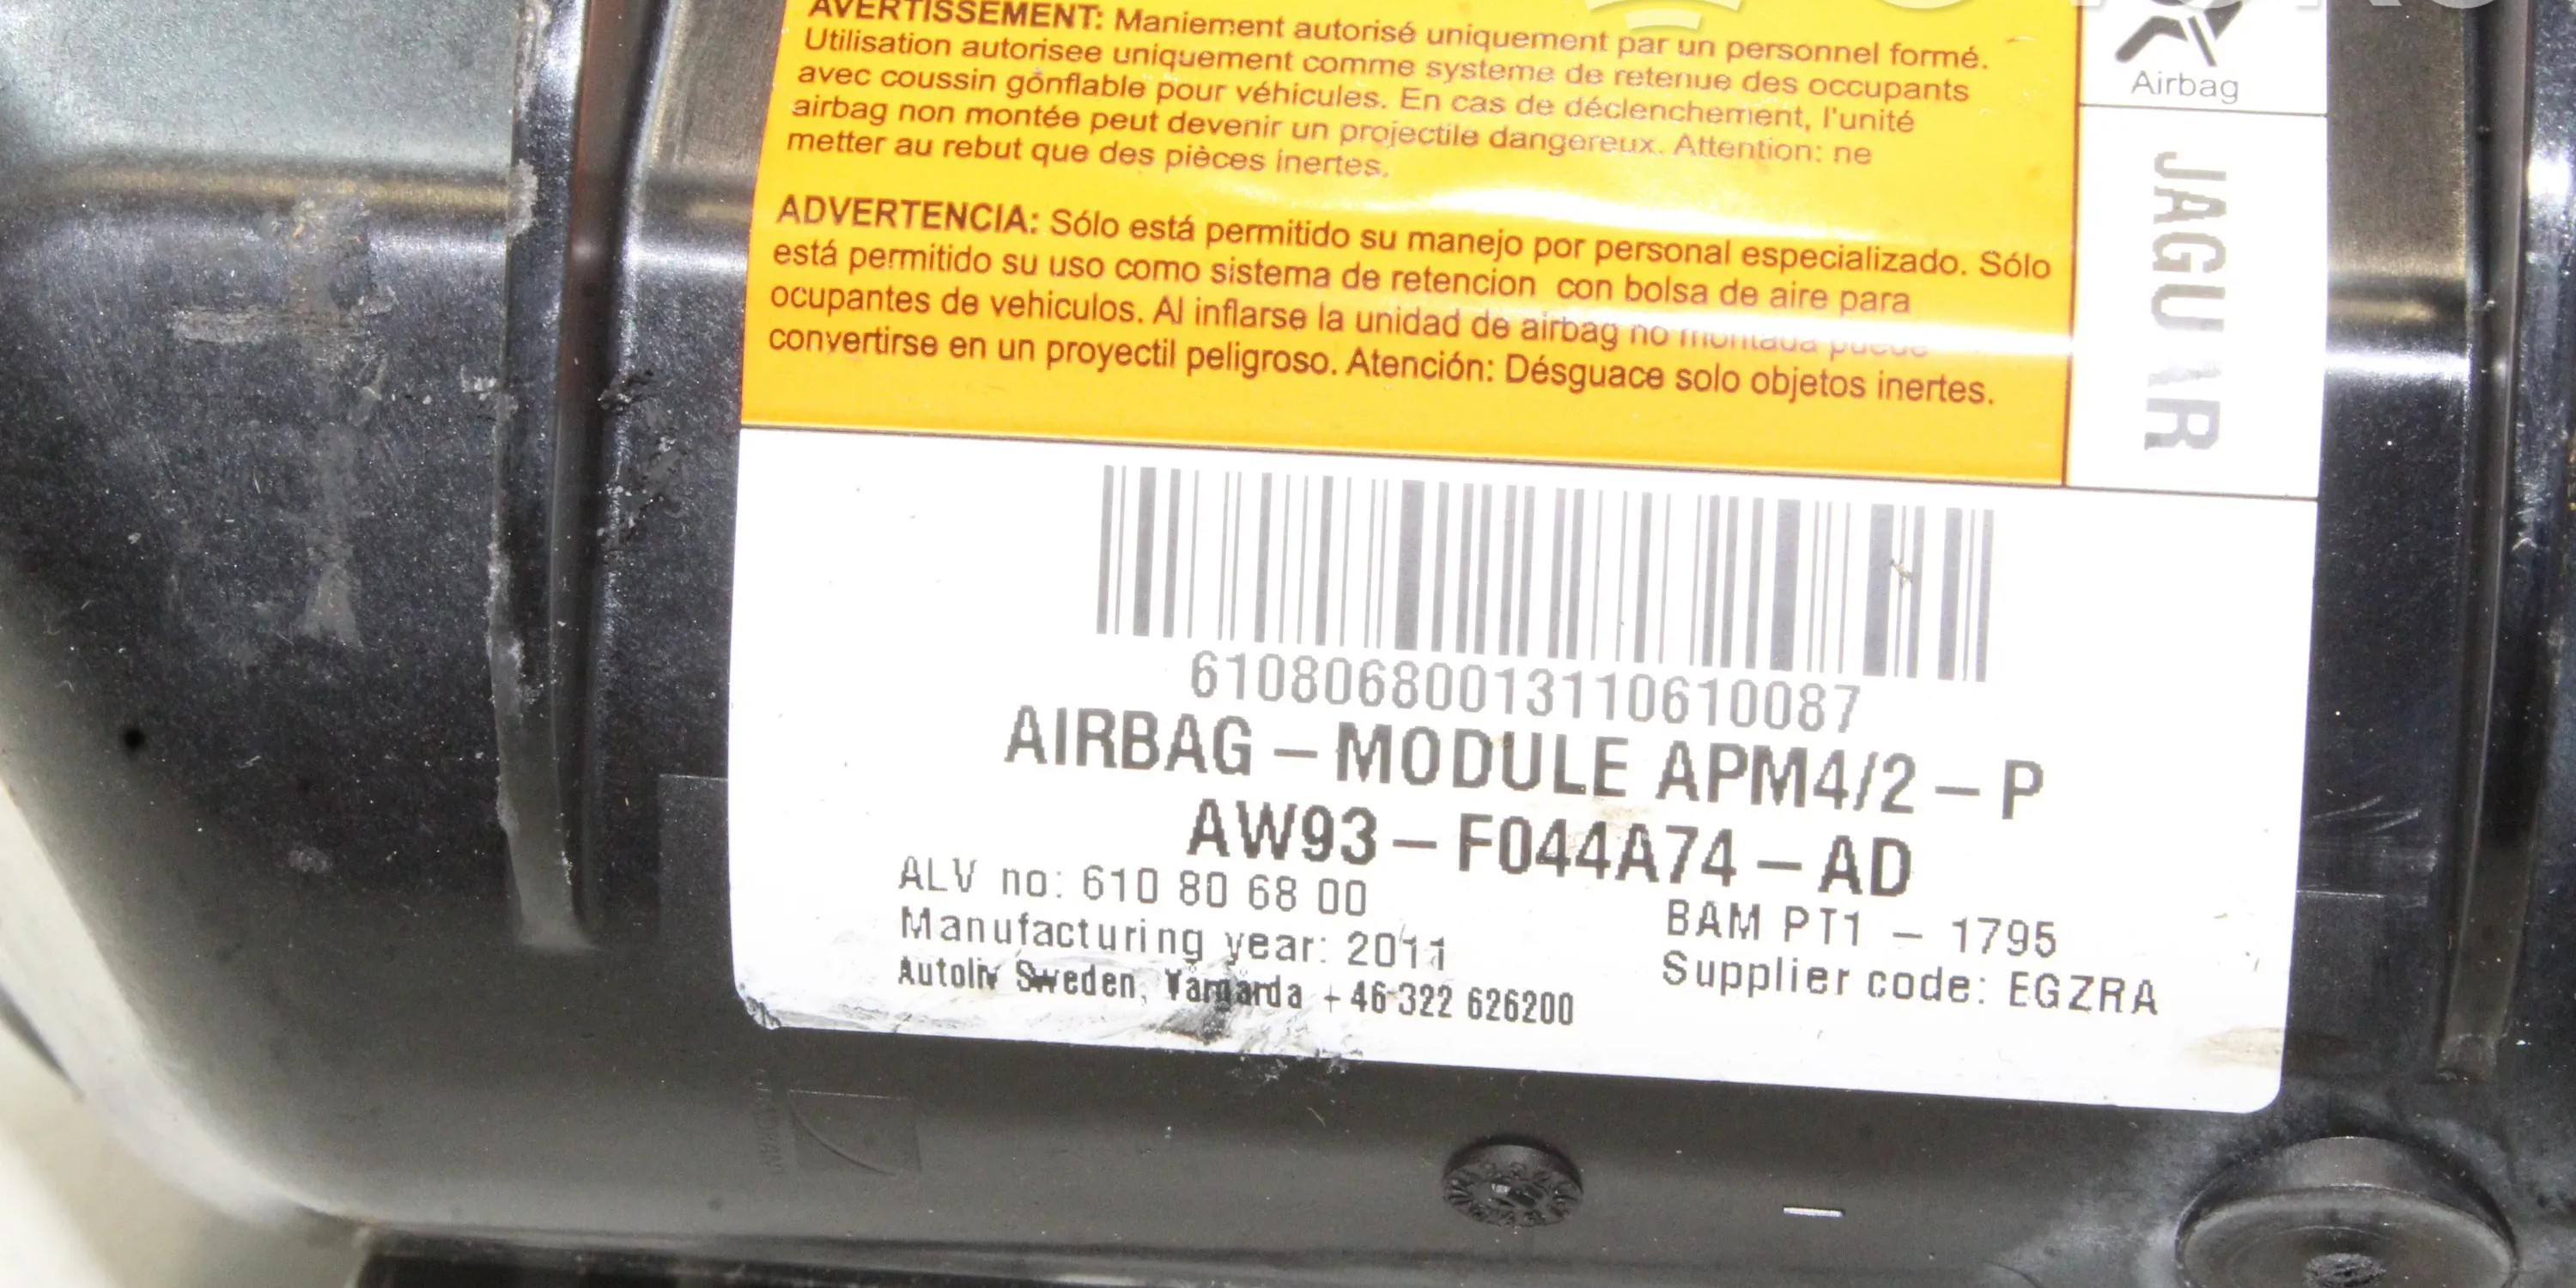 AVERTISSEMENT: Maniement autorisé uniquement par un personnel formé.
Utilisation autorisee uniquement comme systeme de retenue des occupants
avec coussin gonflable pour véhicules. En cas de déclenchement, l'unité
airbag non montée peut devenir un projectile dangereux. Attention: ne
metter au rebut que des pièces inertes.
ADVERTENCIA: Sólo está permitido su manejo por personal especializado. Sólo
está permitido su uso como sistema de retencion con bolsa de aire para
ocupantes de vehiculos. Al inflarse la unidad de airbag no montada puede
convertirse en un proyectil peligroso. Atención: Désguace solo objetos inertes.
Airbag
JAGUAR
61080680013110610087
AIRBAG – MODULE APM4/2 – P
AW93 – F044A74 – AD
ALV no: 610 80 68 00
Manufacturing year: 2011
Autoliv Sweden, Vårgårda +46 322 626200
BAM PT1 – 1795
Supplier code: EGZRA